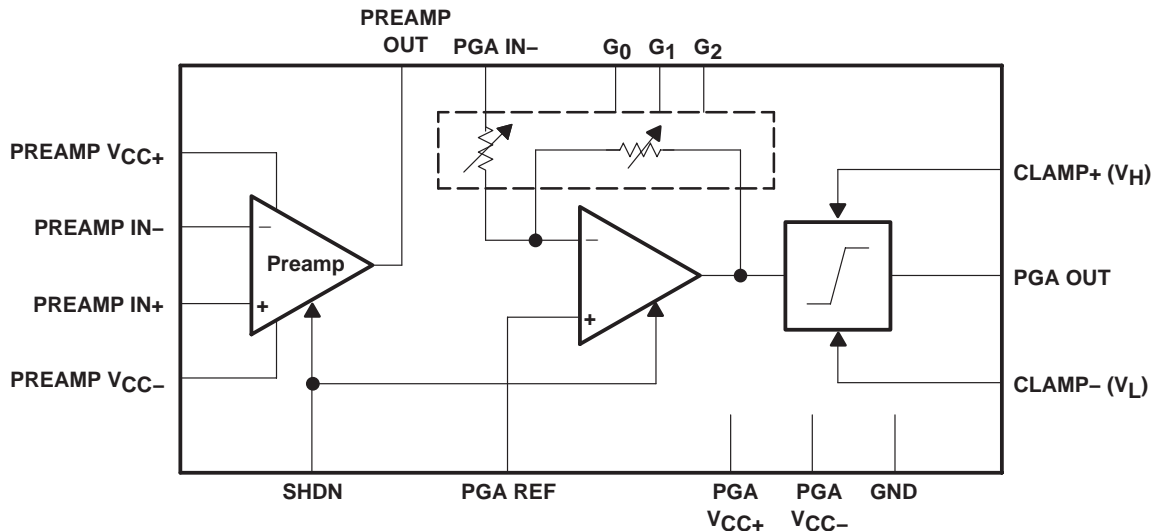 PREAMP
OUT
PGA IN−
G0
G1
G2
PREAMP VCC+
PREAMP IN−
PREAMP IN+
PREAMP VCC−
−
Preamp
+
−
+
CLAMP+ (VH)
PGA OUT
CLAMP− (VL)
SHDN
PGA REF
PGA
VCC+
PGA
VCC−
GND